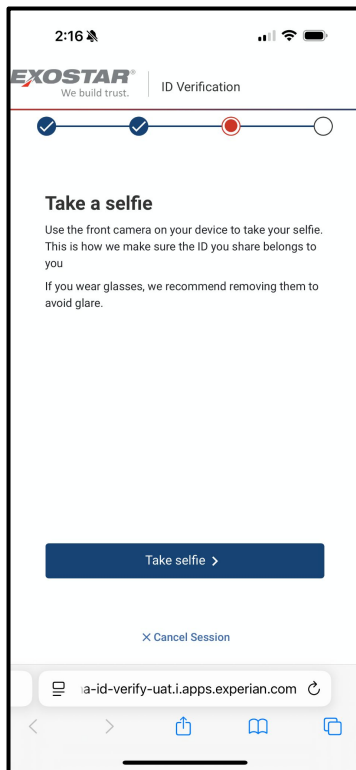 2:16
EXOSTAR®
We build trust.
ID Verification
Take a selfie
Use the front camera on your device to take your selfie.
This is how we make sure the ID you share belongs to
you
If you wear glasses, we recommend removing them to
avoid glare.
Take selfie >
× Cancel Session
a-id-verify-uat.i.apps.experian.com